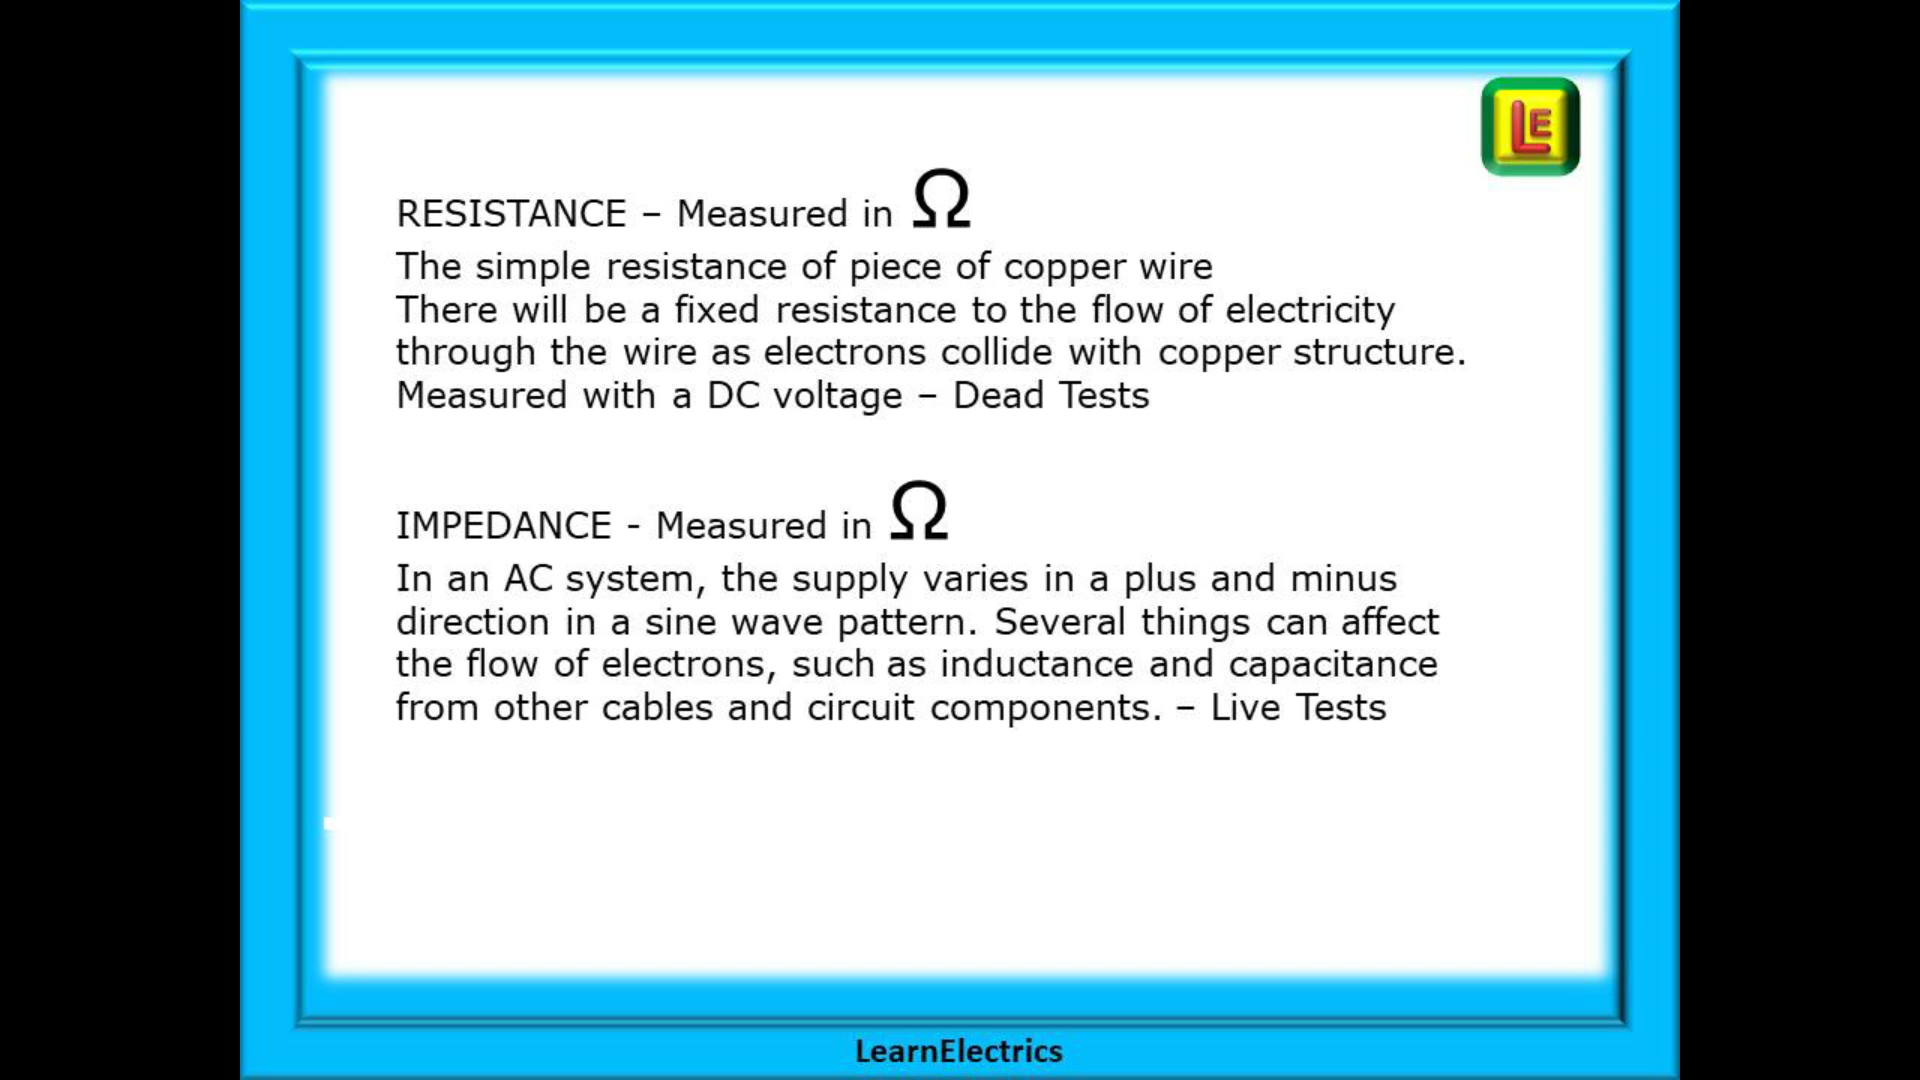 LE
RESISTANCE – Measured in Ω
The simple resistance of piece of copper wire
There will be a fixed resistance to the flow of electricity
through the wire as electrons collide with copper structure.
Measured with a DC voltage – Dead Tests
IMPEDANCE - Measured in Ω
In an AC system, the supply varies in a plus and minus
direction in a sine wave pattern. Several things can affect
the flow of electrons, such as inductance and capacitance
from other cables and circuit components. – Live Tests
LearnElectrics